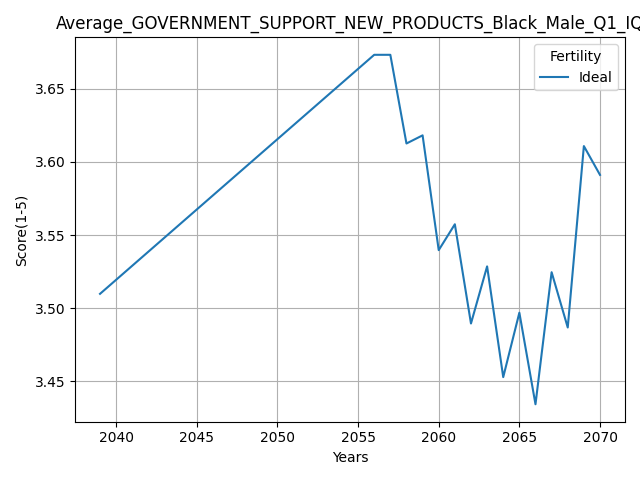 Average_GOVERNMENT_SUPPORT_NEW_PRODUCTS_Black_Male_Q1_IQ
Fertility
Ideal
3.65
3.60
3.55
3.50
3.45
Score(1-5)
2040 2045 2050 2055 2060 2065 2070
Years